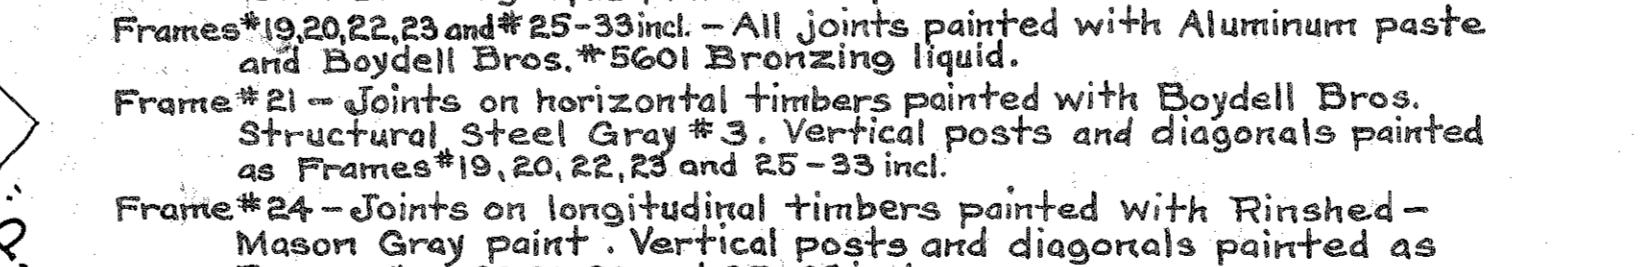 Frames #19,20,22,23 and #25-33 incl. - All joints painted with Aluminum paste
and Boydell Bros. #5601 Bronzing liquid.
Frame #21 - Joints on horizontal timbers painted with Boydell Bros.
Structural Steel Gray #3. Vertical posts and diagonals painted
as Frames #19, 20, 22, 23 and 25-33 incl.
Frame #24 - Joints on longitudinal timbers painted with Rinshed-
Mason Gray paint. Vertical posts and diagonals painted as